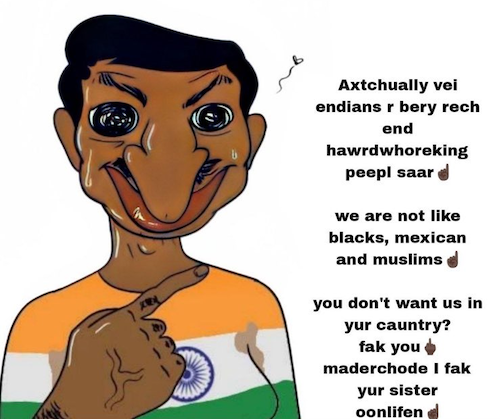 Axtchually vei
endians r bery rech
end
hawrdwhoreking
peepl saar☝🏿
we are not like
blacks, mexican
and muslims☝🏿
you don't want us in
yur cauntry?
fak you🖕🏿
maderchode I fak
yur sister
oonlifen☝🏿